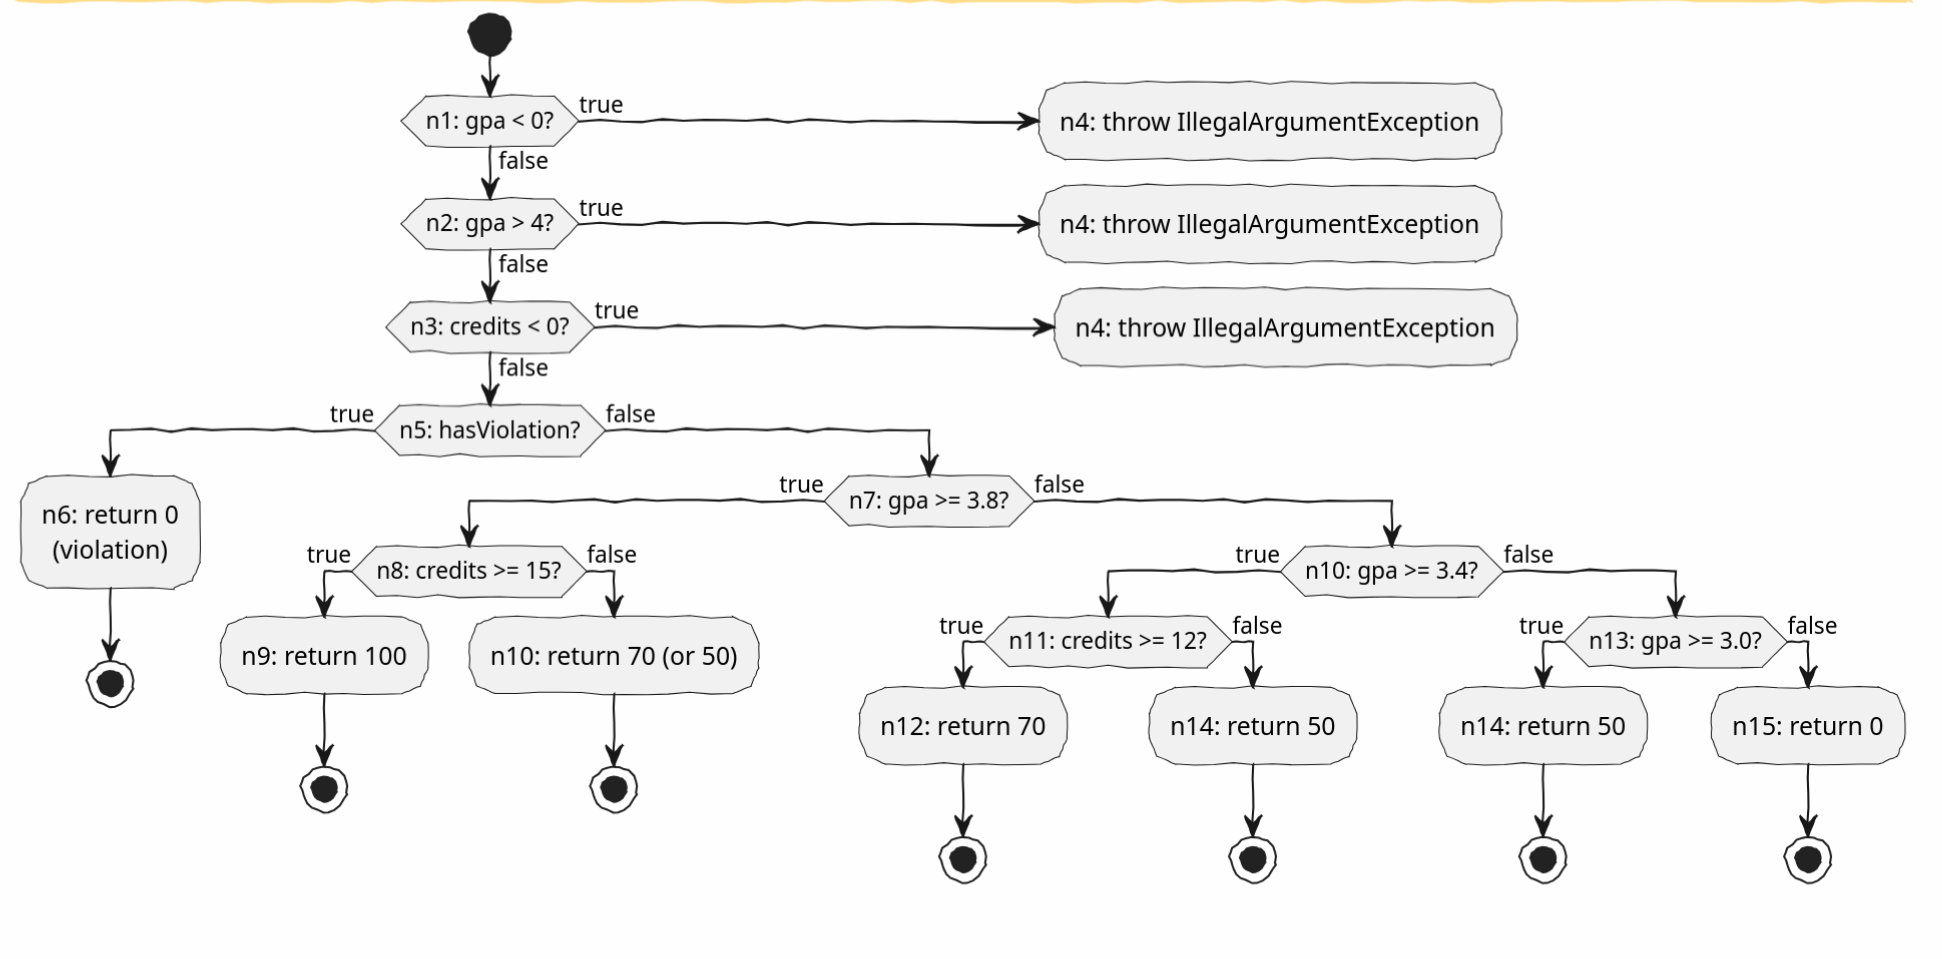 n1: gpa < 0?
true
n4: throw IllegalArgumentException
false
n2: gpa > 4?
true
n4: throw IllegalArgumentException
false
n3: credits < 0?
true
n4: throw IllegalArgumentException
false
true
n5: hasViolation?
false
n6: return 0
(violation)
true
n7: gpa >= 3.8?
false
true
n8: credits >= 15?
false
true
n10: gpa >= 3.4?
false
n9: return 100
n10: return 70 (or 50)
true
n11: credits >= 12?
false
true
n13: gpa >= 3.0?
false
n12: return 70
n14: return 50
n14: return 50
n15: return 0